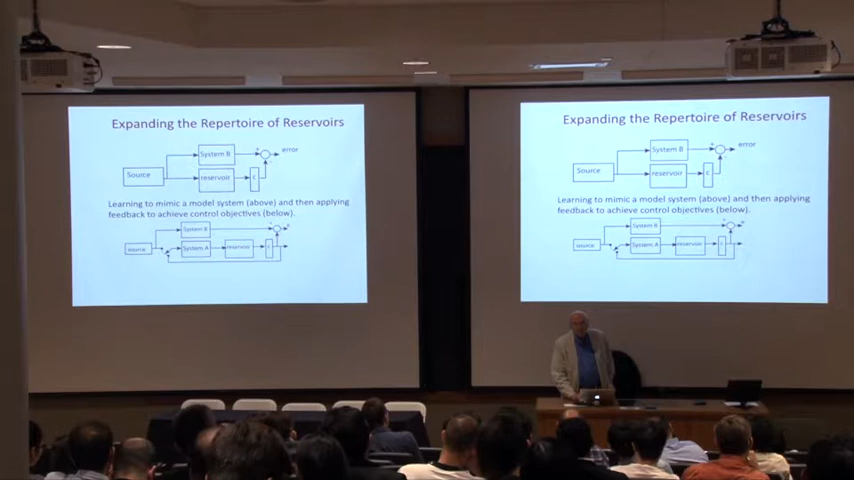 Expanding the Repertoire of Reservoirs
System B
error
Source
reservoir
C
Learning to mimic a model system (above) and then applying
feedback to achieve control objectives (below).
System B
source
System A
reservoir
Expanding the Repertoire of Reservoirs
System B
error
Source
reservoir
C
Learning to mimic a model system (above) and then applying
feedback to achieve control objectives (below).
System B
source
System A
reservoir